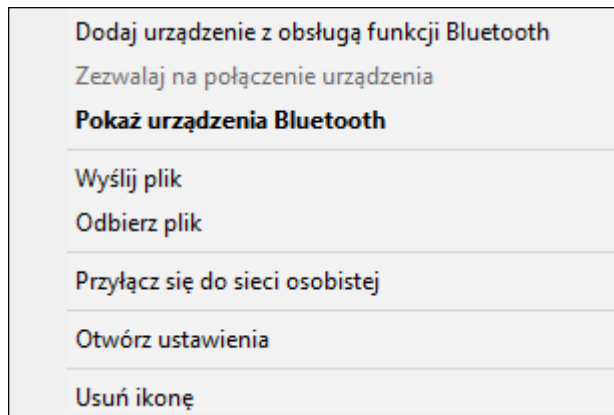 Dodaj urządzenie z obsługą funkcji Bluetooth
Zezwalaj na połączenie urządzenia
Pokaż urządzenia Bluetooth
Wyślij plik
Odbierz plik
Przyłącz się do sieci osobistej
Otwórz ustawienia
Usuń ikonę